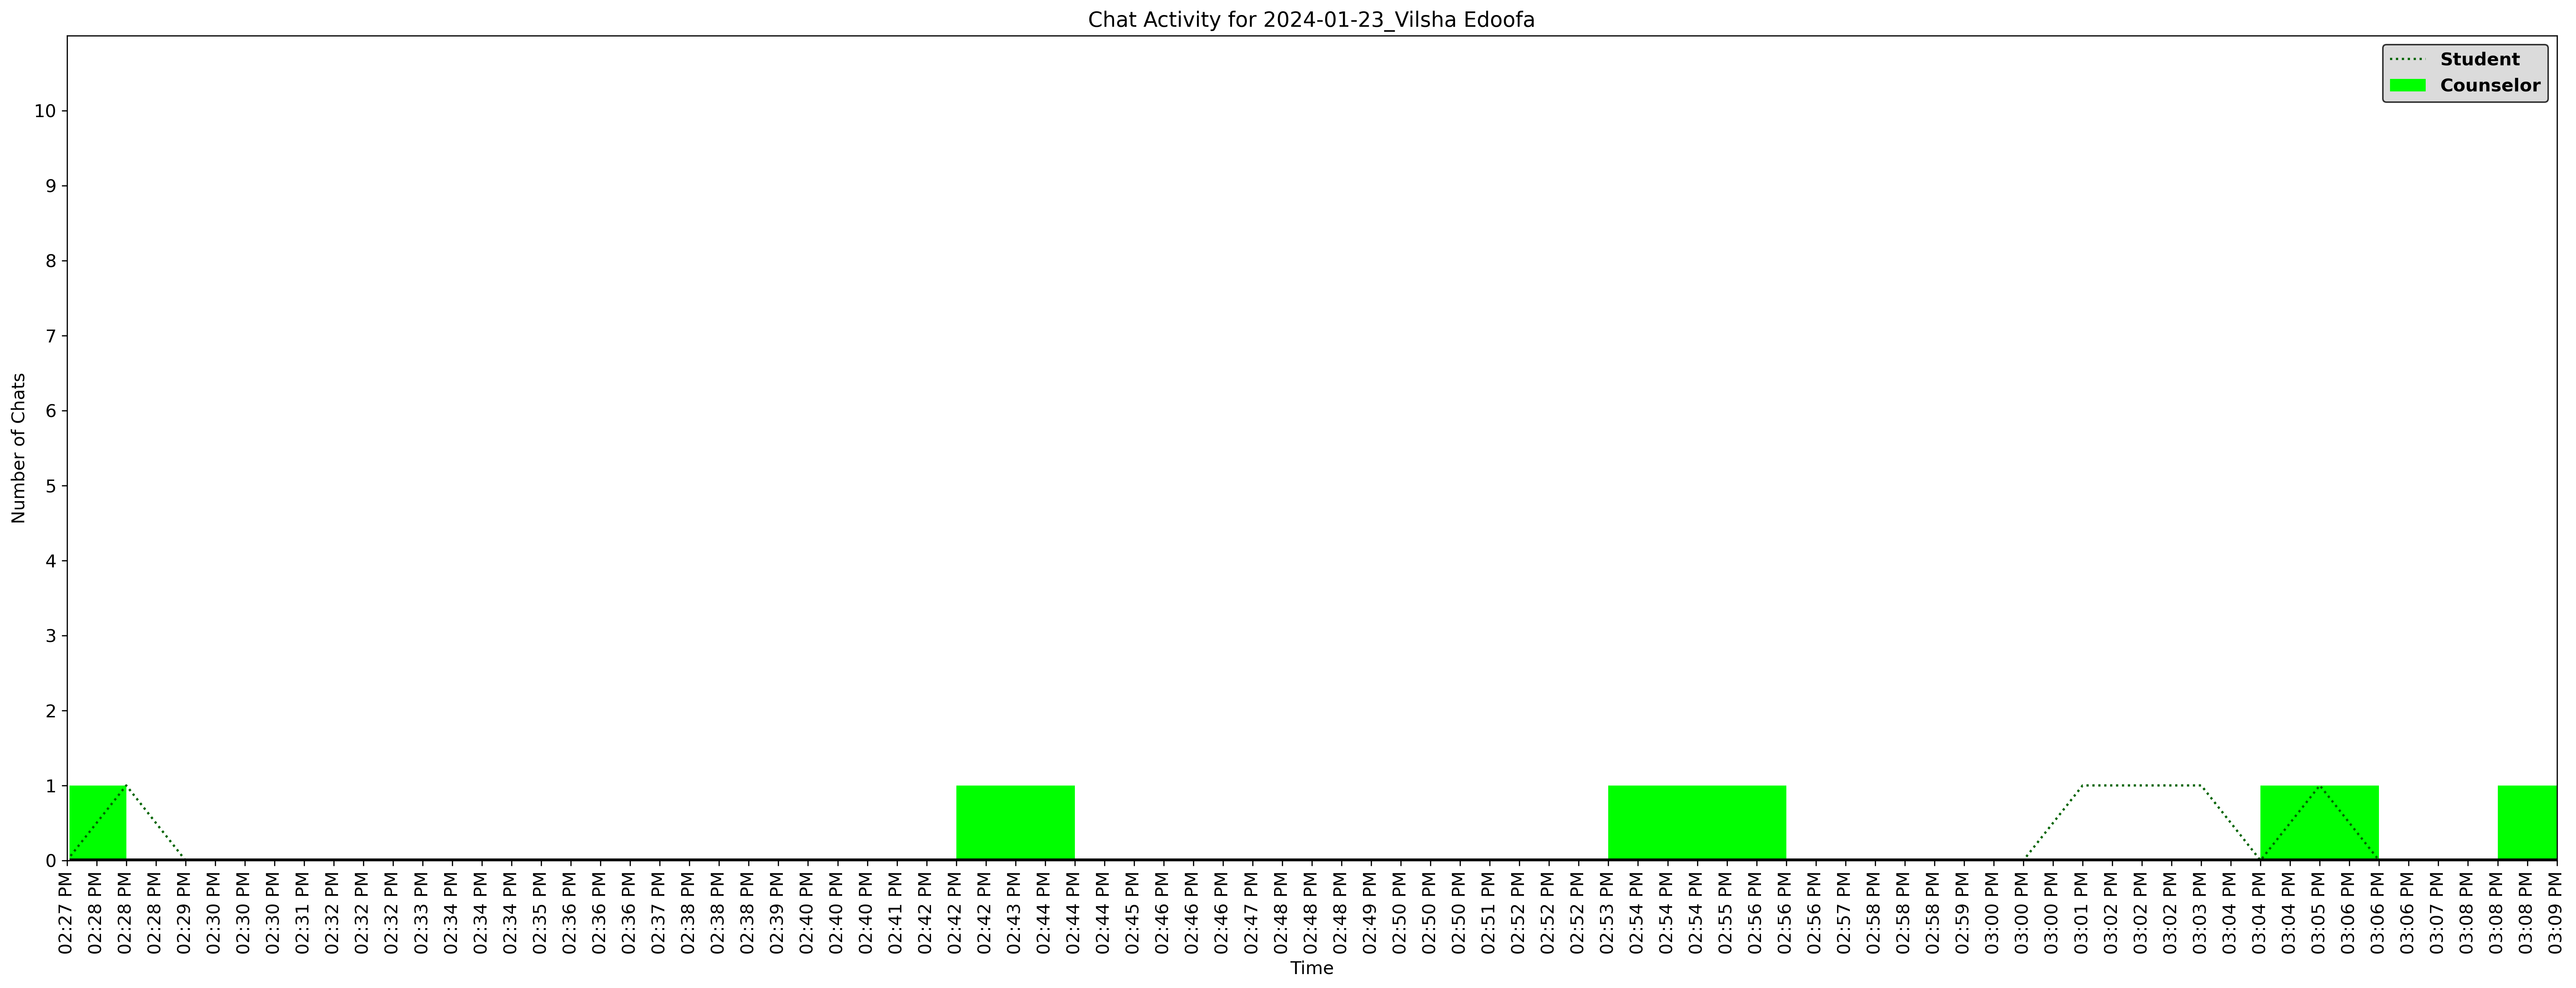 Chat Activity for 2024-01-23_Vilsha Edoofa
Student
Counselor
Number of Chats
10
9
8
7
6
5
4
3
2
1
0
02:27 PM
02:28 PM
02:28 PM
02:28 PM
02:29 PM
02:30 PM
02:30 PM
02:30 PM
02:31 PM
02:32 PM
02:32 PM
02:32 PM
02:33 PM
02:34 PM
02:34 PM
02:34 PM
02:35 PM
02:36 PM
02:36 PM
02:36 PM
02:37 PM
02:38 PM
02:38 PM
02:38 PM
02:39 PM
02:40 PM
02:40 PM
02:40 PM
02:41 PM
02:42 PM
02:42 PM
02:42 PM
02:43 PM
02:44 PM
02:44 PM
02:44 PM
02:45 PM
02:46 PM
02:46 PM
02:46 PM
02:47 PM
02:48 PM
02:48 PM
02:48 PM
02:49 PM
02:50 PM
02:50 PM
02:50 PM
02:51 PM
02:52 PM
02:52 PM
02:52 PM
02:53 PM
02:54 PM
02:54 PM
02:54 PM
02:55 PM
02:56 PM
02:56 PM
02:56 PM
02:57 PM
02:58 PM
02:58 PM
02:58 PM
02:59 PM
03:00 PM
03:00 PM
03:00 PM
03:01 PM
03:02 PM
03:02 PM
03:02 PM
03:03 PM
03:04 PM
03:04 PM
03:04 PM
03:05 PM
03:06 PM
03:06 PM
03:06 PM
03:07 PM
03:08 PM
03:08 PM
03:08 PM
03:09 PM
Time